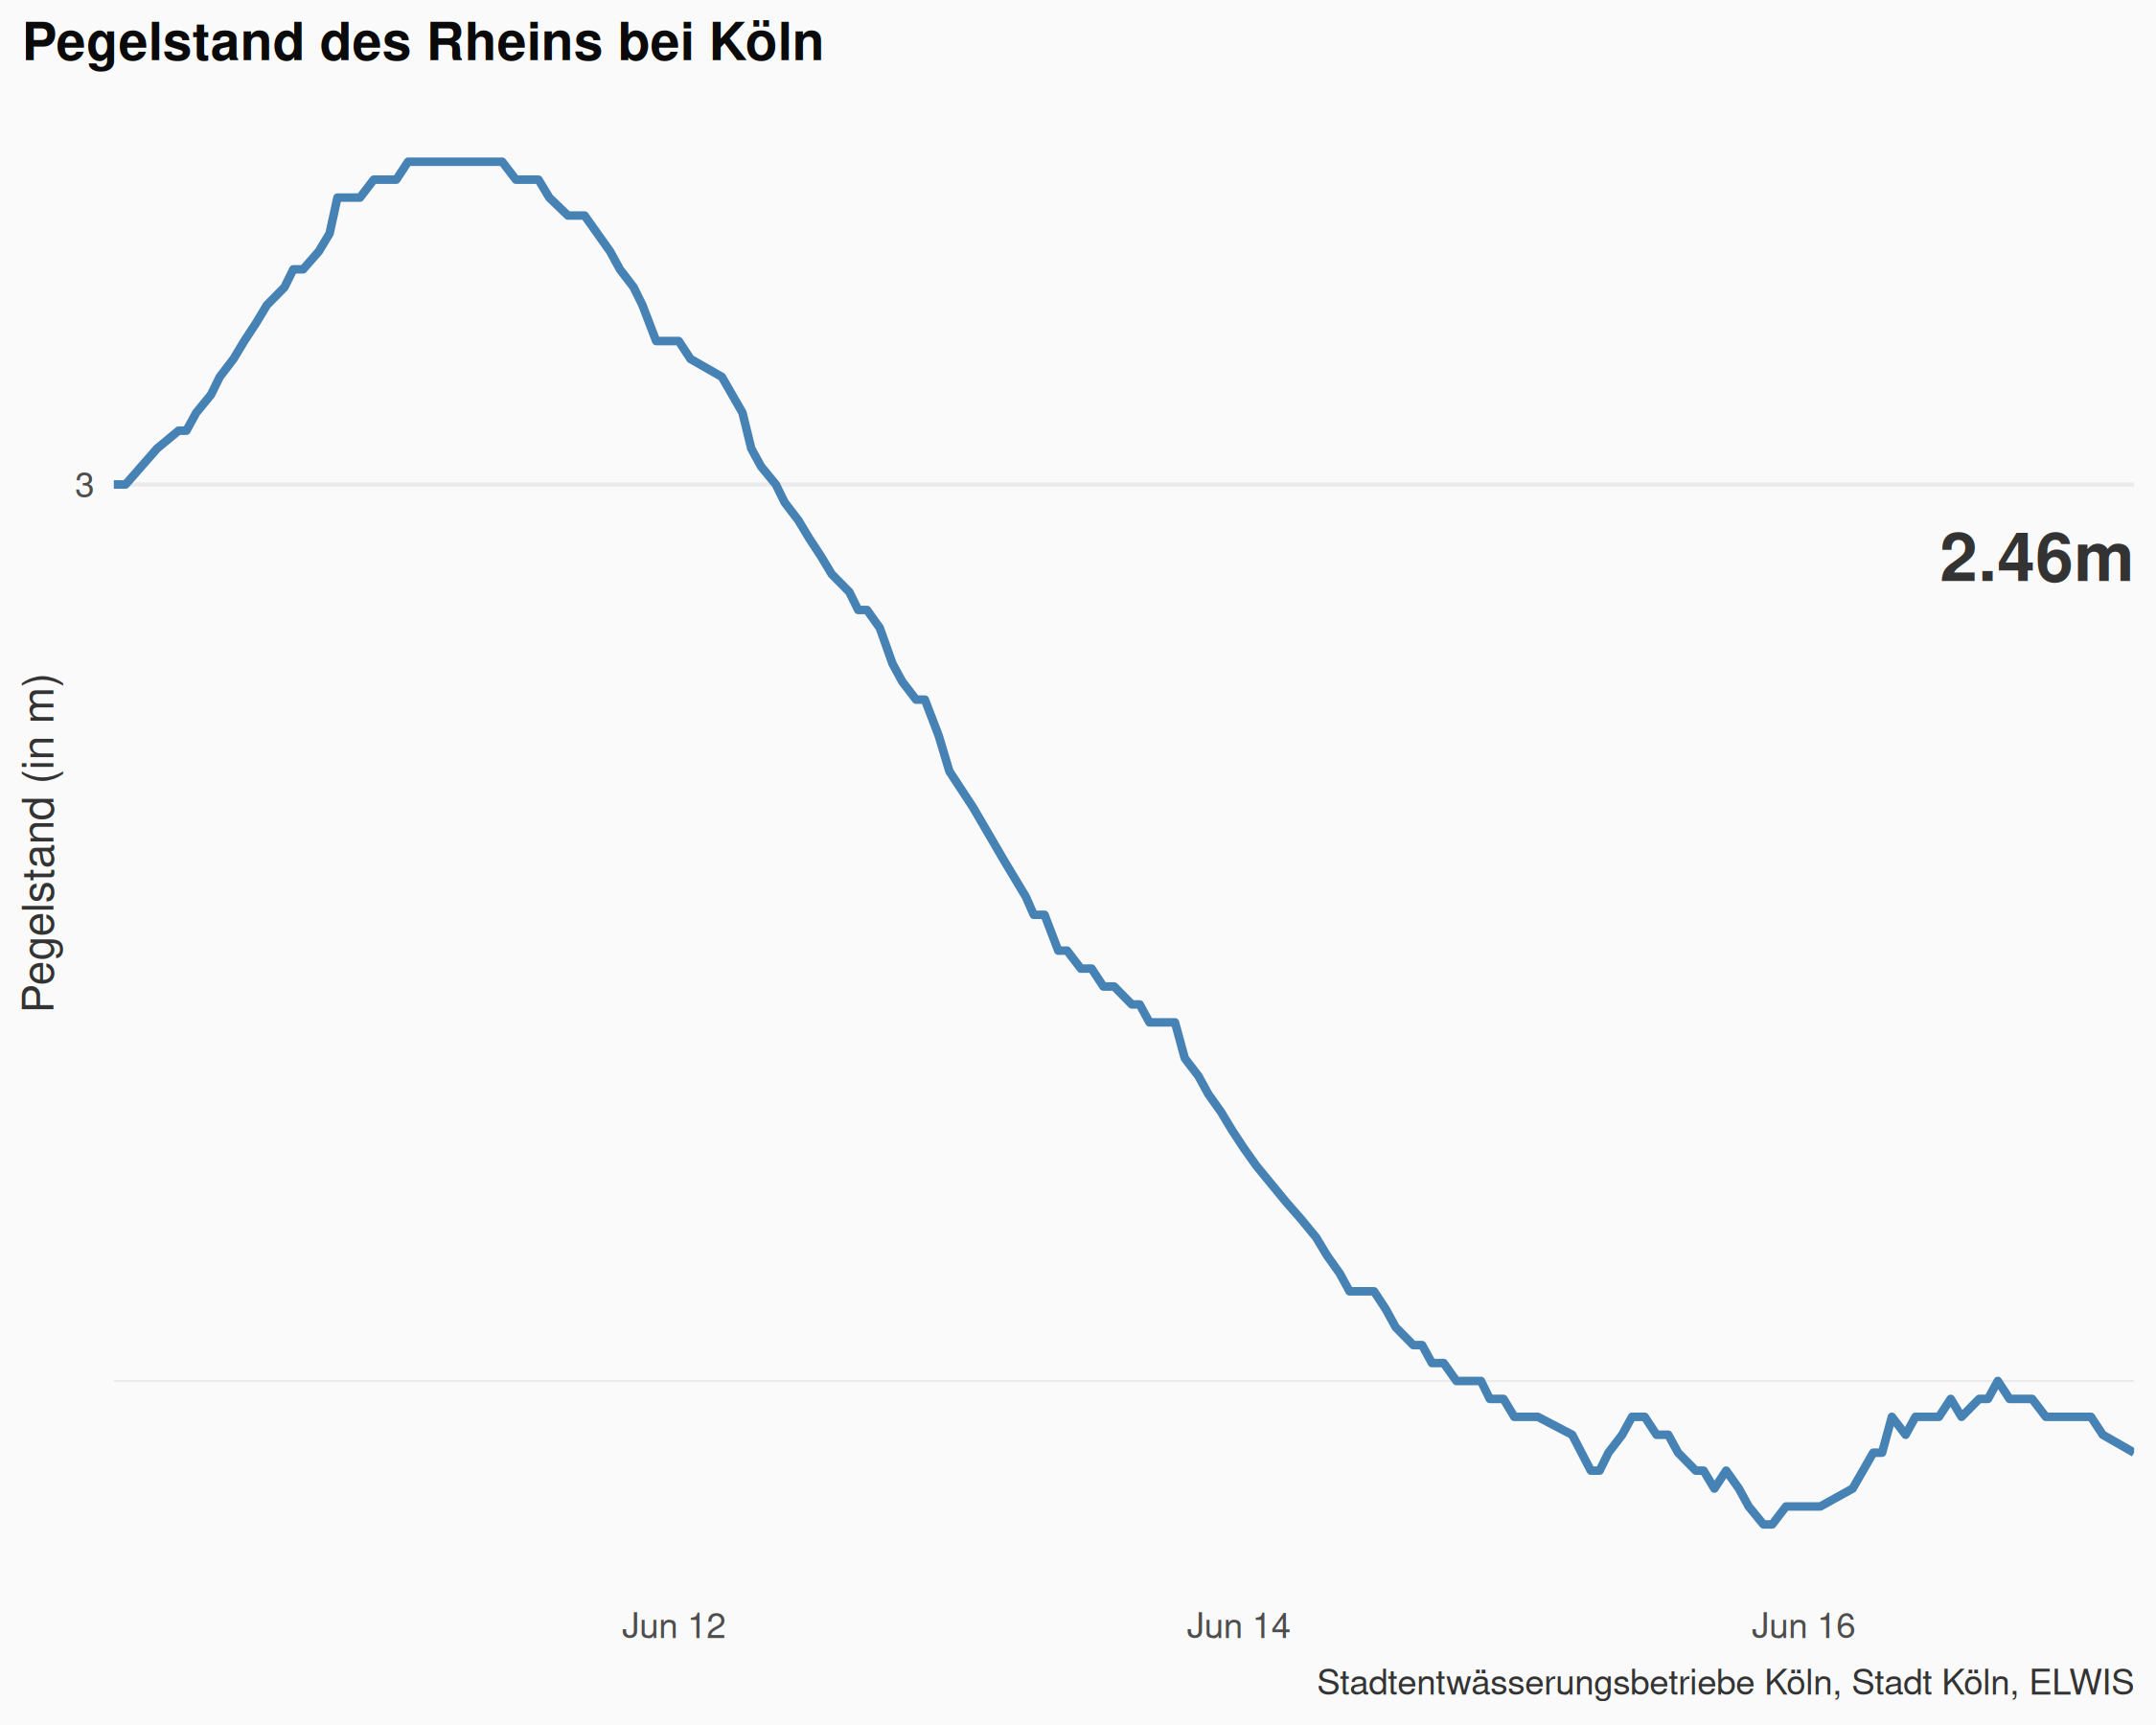 Pegelstand des Rheins bei Köln
3
2.46m
Pegelstand (in m)
Jun 12
Jun 14
Jun 16
Stadtentwässerungsbetriebe Köln, Stadt Köln, ELWIS